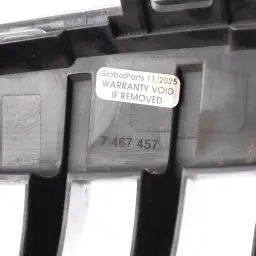 GlobalParts 11/2025
WARRANTY VOID
IF REMOVED
7 467 457